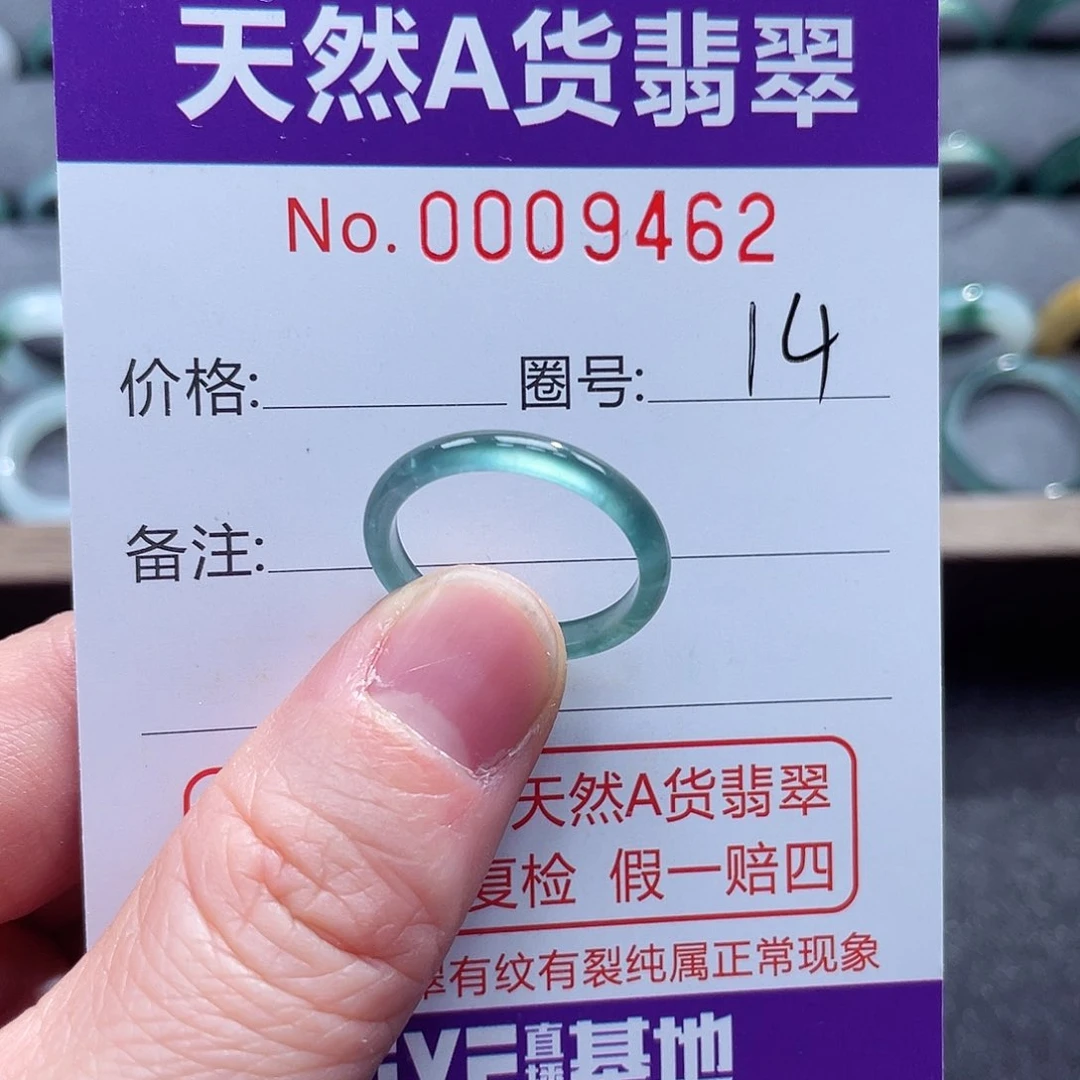 天然A货翡翠
No. 0009462
价格: 圈号: 14
备注:
天然A货翡翠
复检 假一赔四
有纹有裂纯属正常现象
直播基地